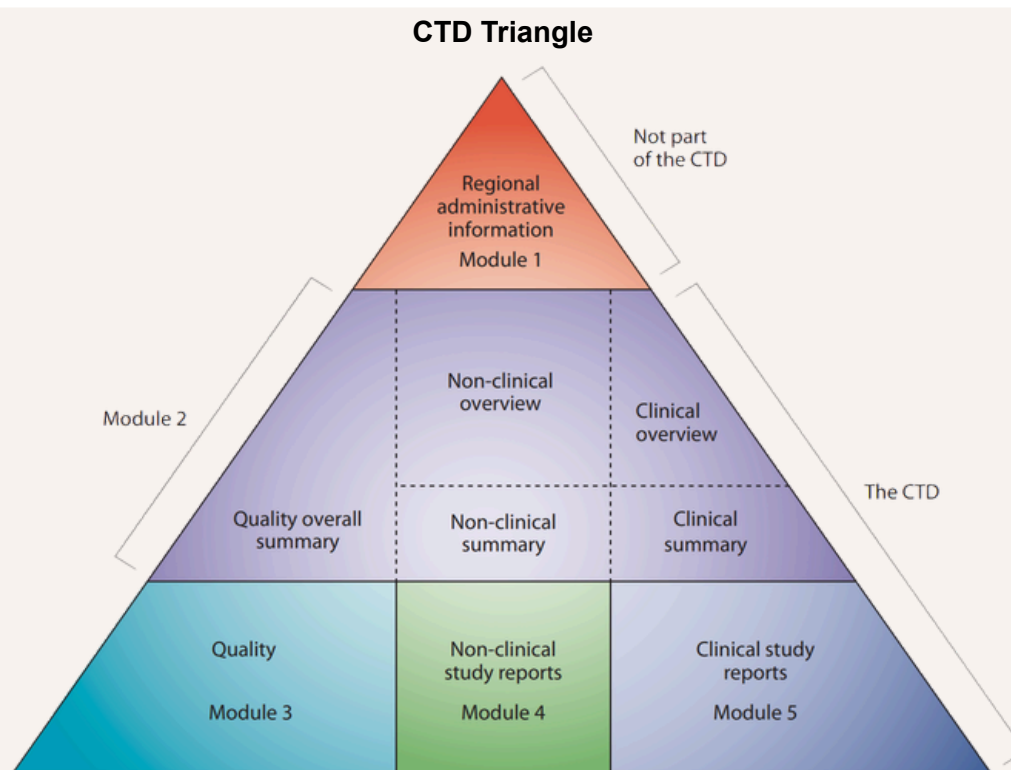 CTD Triangle
Not part
of the CTD
Regional
administrative
information
Module 1
Module 2
Non-clinical
overview
Clinical
overview
The CTD
Quality overall
summary
Non-clinical
summary
Clinical
summary
Quality
Module 3
Non-clinical
study reports
Module 4
Clinical study
reports
Module 5